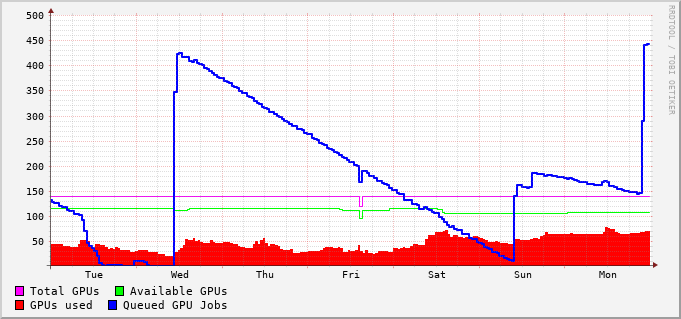 500
450
400
350
300
250
200
150
100
50
Tue Wed Thu Fri Sat Sun Mon
Total GPUs Available GPUs
GPUs used Queued GPU Jobs
RRDTOOL / TOBI OETIKER